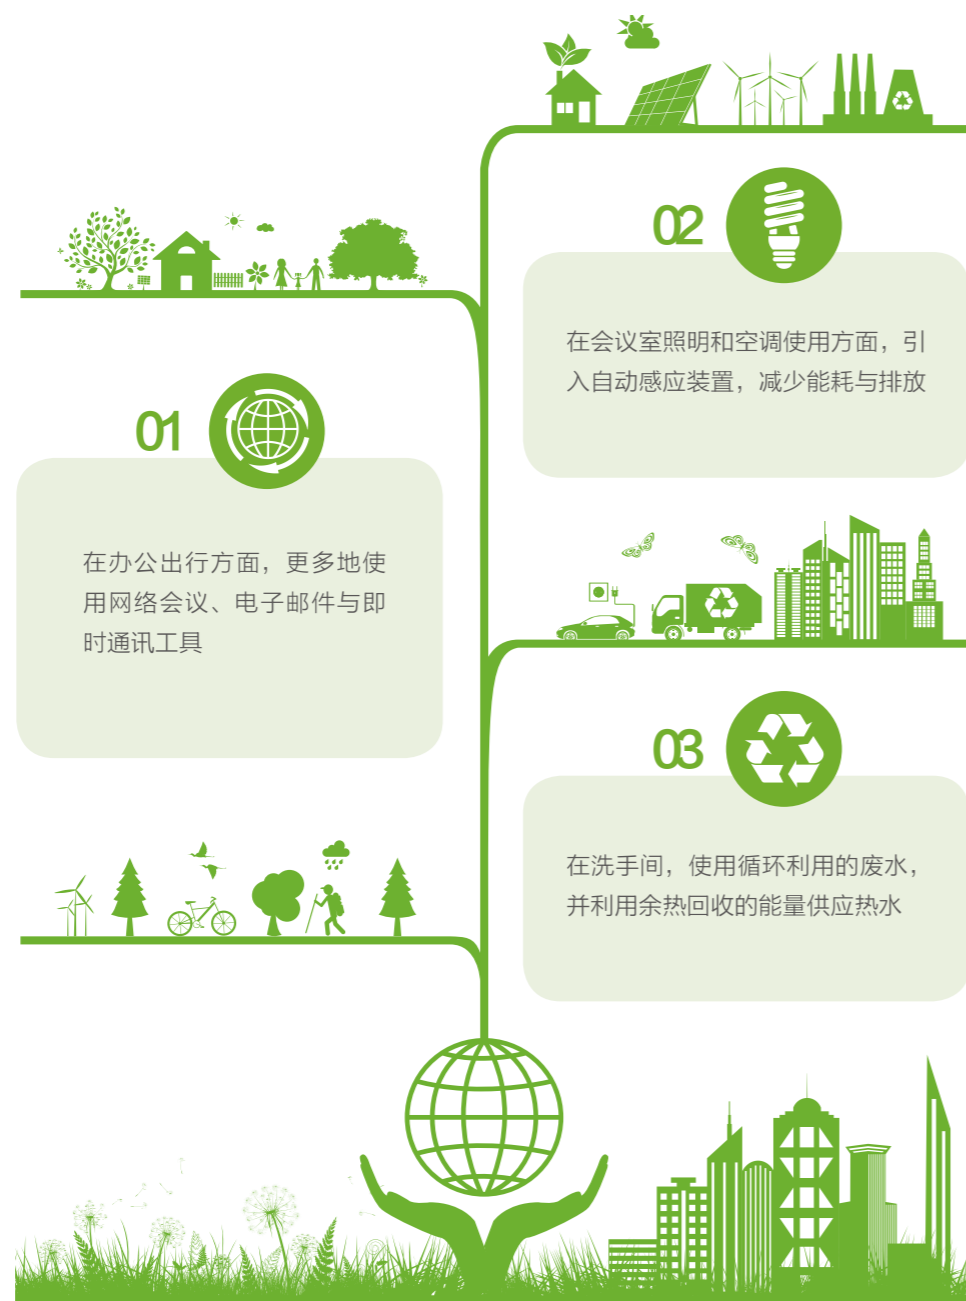 01
在办公出行方面，更多地使
用网络会议、电子邮件与即
时通讯工具
02
在会议室照明和空调使用方面，引
入自动感应装置，减少能耗与排放
03
在洗手间，使用循环利用的废水，
并利用余热回收的能量供应热水